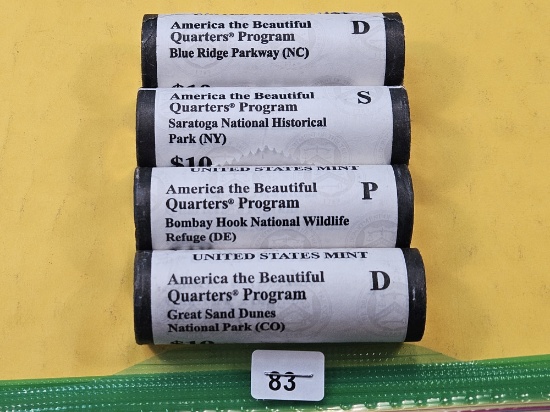 America the Beautiful
Quarters® Program
Blue Ridge Parkway (NC)
D
$10
America the Beautiful
Quarters® Program
Saratoga National Historical
Park (NY)
S
$10
UNITED STATES MINT
America the Beautiful
Quarters® Program
Bombay Hook National Wildlife
Refuge (DE)
P
UNITED STATES MINT
America the Beautiful
Quarters® Program
Great Sand Dunes
National Park (CO)
D
$10
83